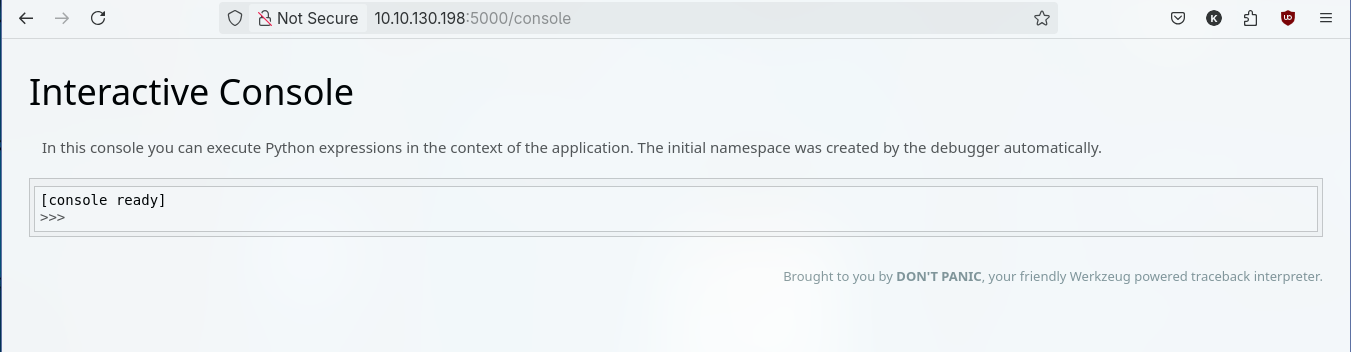 Not Secure 10.10.130.198:5000/console
Interactive Console
In this console you can execute Python expressions in the context of the application. The initial namespace was created by the debugger automatically.
[console ready]
>>>
Brought to you by DON'T PANIC, your friendly Werkzeug powered traceback interpreter.